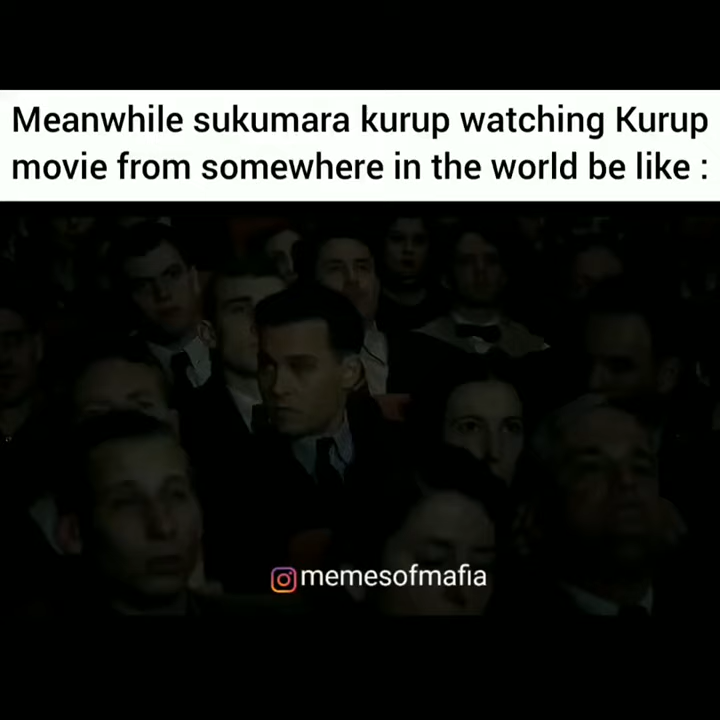 Meanwhile sukumara kurup watching Kurup
movie from somewhere in the world be like :
memesofmafia